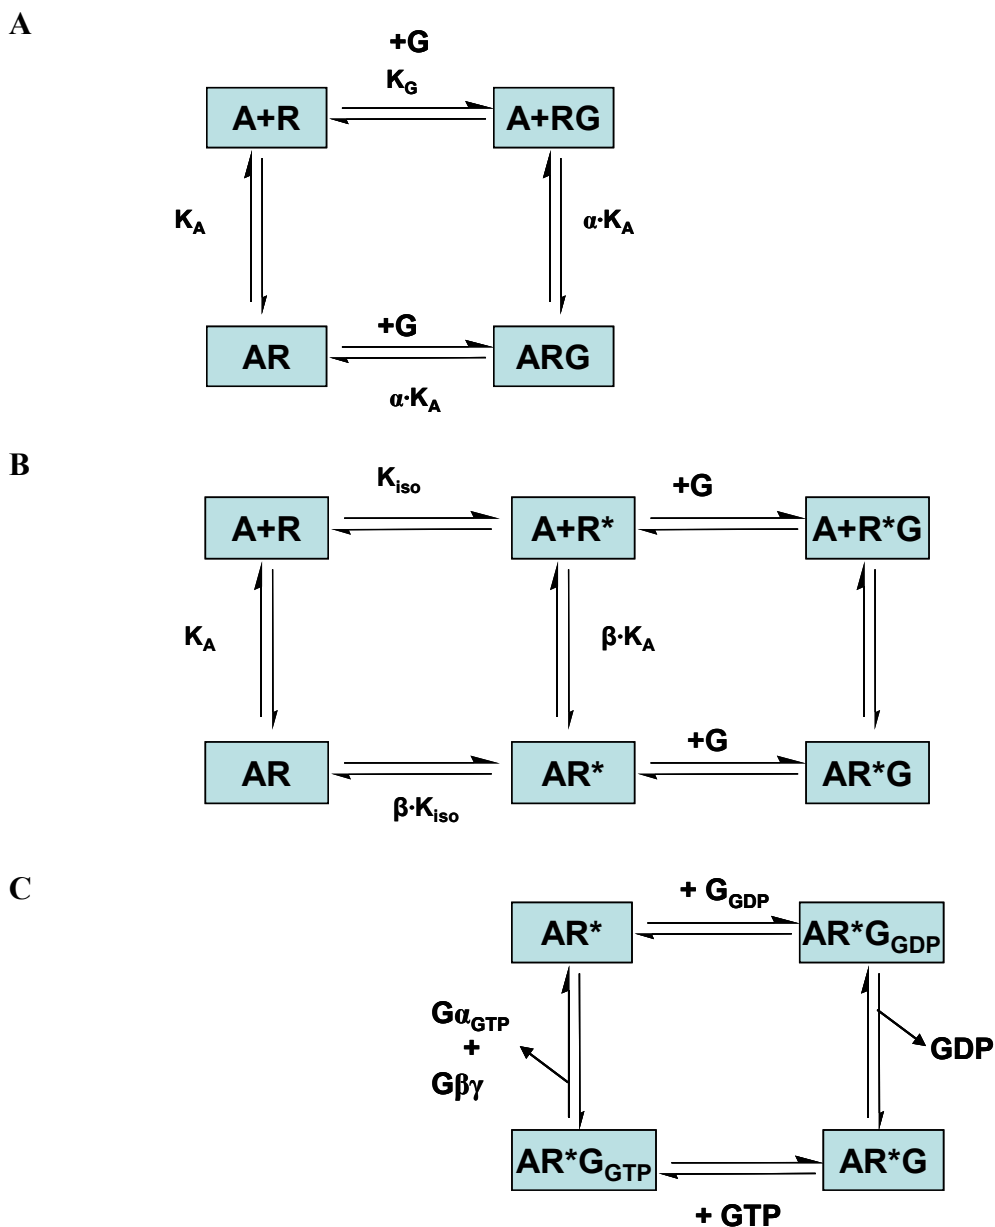 A
+G
K_G
A+R
A+RG
K_A
α·K_A
+G
AR
ARG
α·K_A
B
K_iso
+G
A+R
A+R*
A+R*G
K_A
β·K_A
+G
AR
AR*
AR*G
β·K_iso
C
+ G_GDP
AR*
AR*G_GDP
Gα_GTP
+
Gβγ
GDP
AR*G_GTP
AR*G
+ GTP